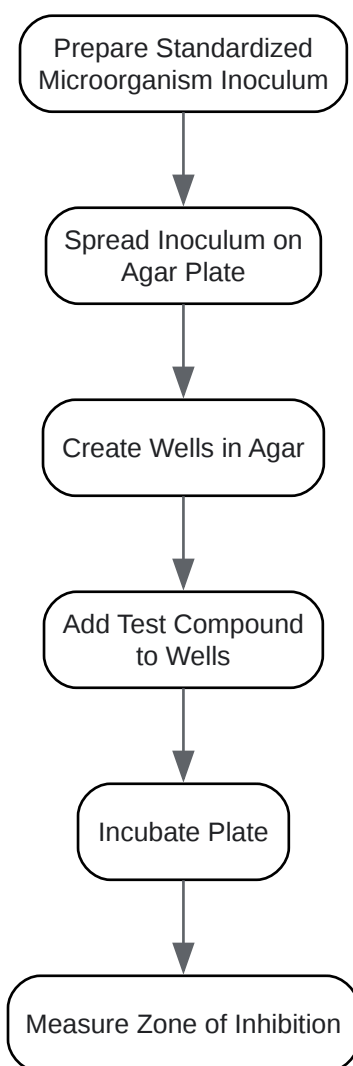 Prepare Standardized
Microorganism Inoculum
Spread Inoculum on
Agar Plate
Create Wells in Agar
Add Test Compound
to Wells
Incubate Plate
Measure Zone of Inhibition